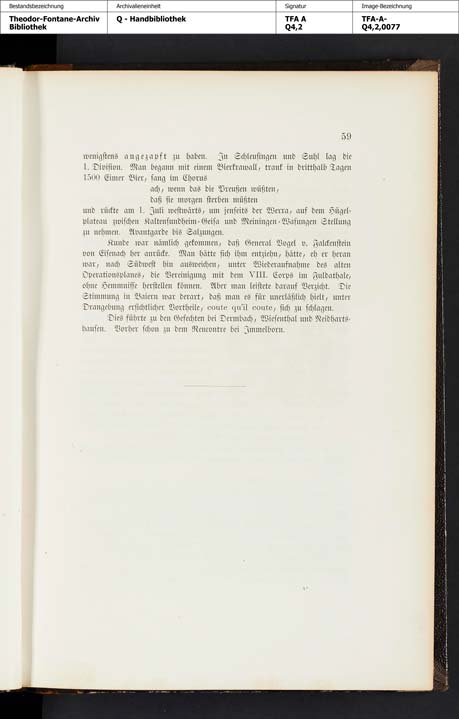 Bestandsbezeichnung Archivalieneinheit Signatur Image-Bezeichnung
Theodor-Fontane-Archiv Q - Handbibliothek TFA A TFA-A-
Bibliothek Q4,2 Q4,2,0077
59
wenigstens angezapft zu haben. In Schleusingen und Suhl lag die
1. Division. Man begann mit einem Bierkrawall, trank in dritthalb Tagen
1500 Eimer Bier, sang im Chorus
ach, wenn das die Preußen wüßten,
daß sie morgen sterben müßten
und rückte am 1. Juli westwärts, um jenseits der Werra, auf dem Hügel-
plateau zwischen Kaltensundheim-Geisa und Meiningen-Wasungen Stellung
zu nehmen. Avantgarde bis Salzungen.
Kunde war nämlich gekommen, daß General Vogel v. Falckenstein
von Eisenach her anrücke. Man hätte sich ihm entziehn, hätte, eh er heran
war, nach Südwest hin ausweichen, unter Wiederaufnahme des alten
Operationsplanes, die Vereinigung mit dem VIII. Corps im Fuldathale,
ohne Hemmnisse herstellen können. Aber man leistete darauf Verzicht. Die
Stimmung in Baiern war derart, daß man es für unerläßlich hielt, unter
Drangebung ersichtlicher Vortheile, coute qu'il coute, sich zu schlagen.
Dies führte zu den Gefechten bei Dermbach, Wiesenthal und Neidharts-
hausen. Vorher schon zu dem Rencontre bei Immelborn.